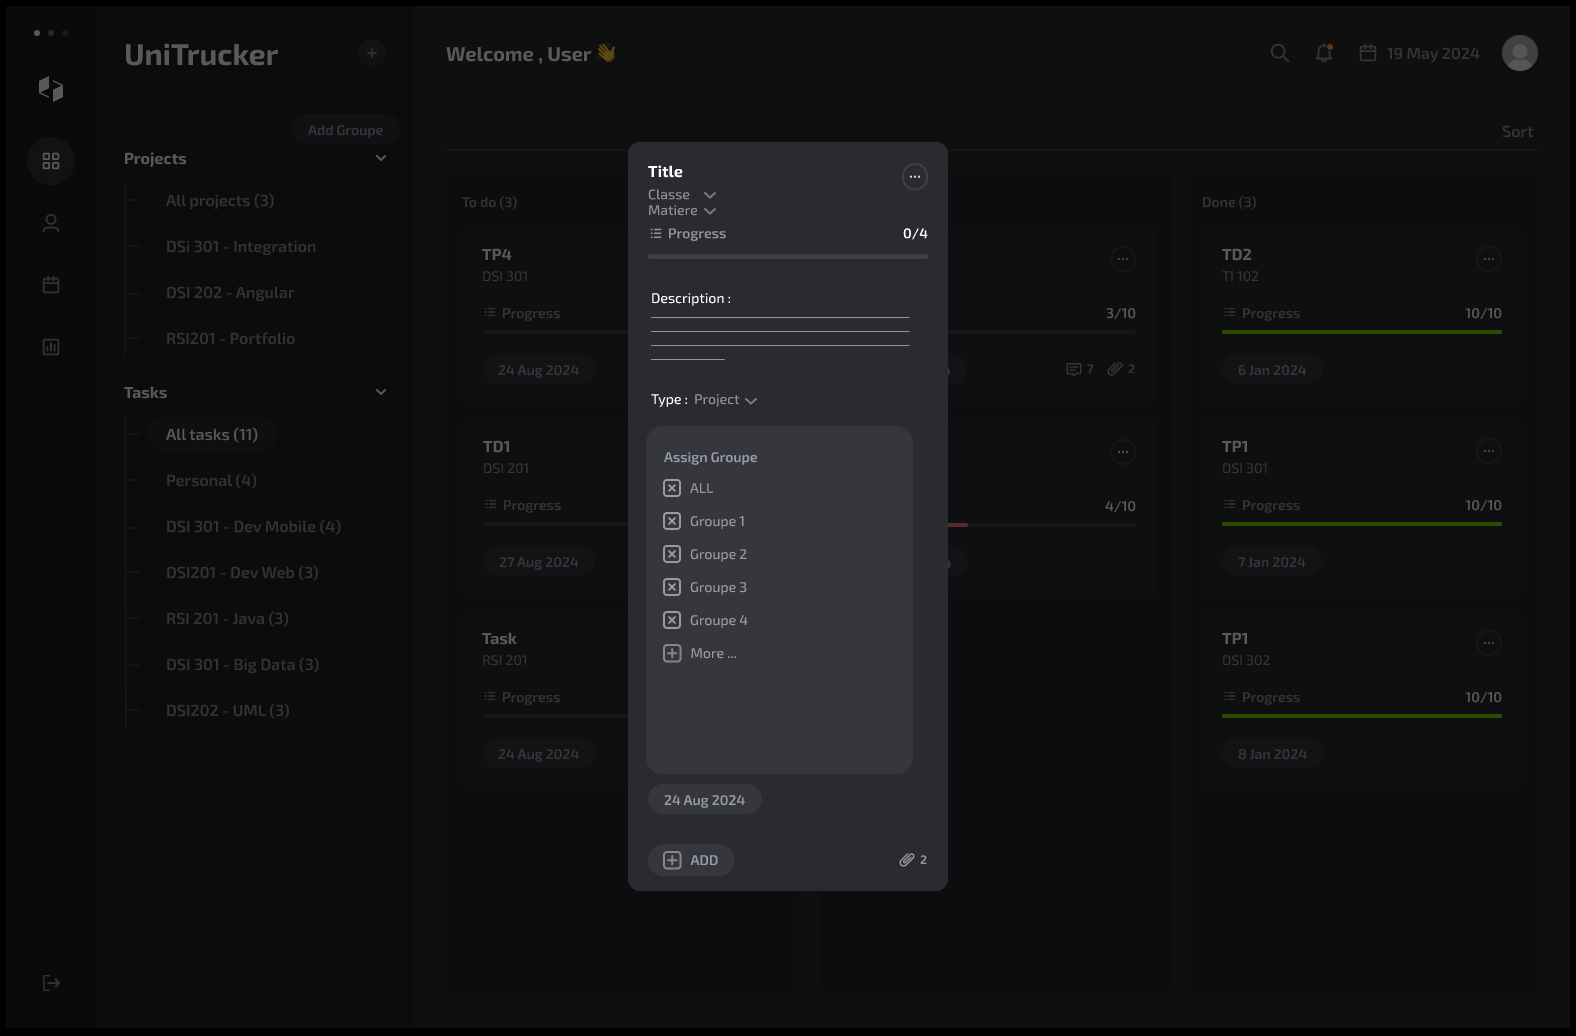 UniTrucker
Add Groupe
Projects
All projects (3)
DSi 301 - Integration
DSI 202 - Angular
RSI201 - Portfolio
Tasks
All tasks (11)
Personal (4)
DSI 301 - Dev Mobile (4)
DSI201 - Dev Web (3)
RSI 201 - Java (3)
DSI 301 - Big Data (3)
DSI202 - UML (3)
Welcome , User 👋
19 May 2024
Sort
To do (3)
TP4
DSI 301
Progress
24 Aug 2024
TD1
DSI 201
Progress
27 Aug 2024
Task
RSI 201
Progress
24 Aug 2024
Title
Classe
Matiere
Progress 0/4
Description :
Type : Project
Assign Groupe
ALL
Groupe 1
Groupe 2
Groupe 3
Groupe 4
More ...
24 Aug 2024
ADD 2
3/10
7 2
4/10
Done (3)
TD2
TI 102
Progress 10/10
6 Jan 2024
TP1
DSI 301
Progress 10/10
7 Jan 2024
TP1
DSI 302
Progress 10/10
8 Jan 2024